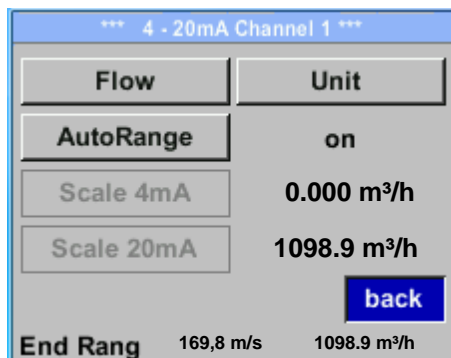 *** 4 - 20mA Channel 1 ***
Flow Unit
AutoRange on
Scale 4mA 0.000 m³/h
Scale 20mA 1098.9 m³/h
back
End Rang 169,8 m/s 1098.9 m³/h